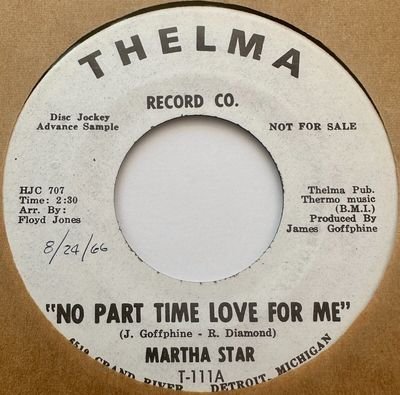 THELMA
RECORD CO.
Disc Jockey
Advance Sample
NOT FOR SALE
HJC 707
Time: 2:30
Arr. By:
Floyd Jones
Thelma Pub.
Thermo music
(B.M.I.)
Produced By
James Goffphine
8/24/66
"NO PART TIME LOVE FOR ME"
(J. Goffphine - R. Diamond)
MARTHA STAR
T-111A
6519 GRAND RIVER DETROIT, MICHIGAN